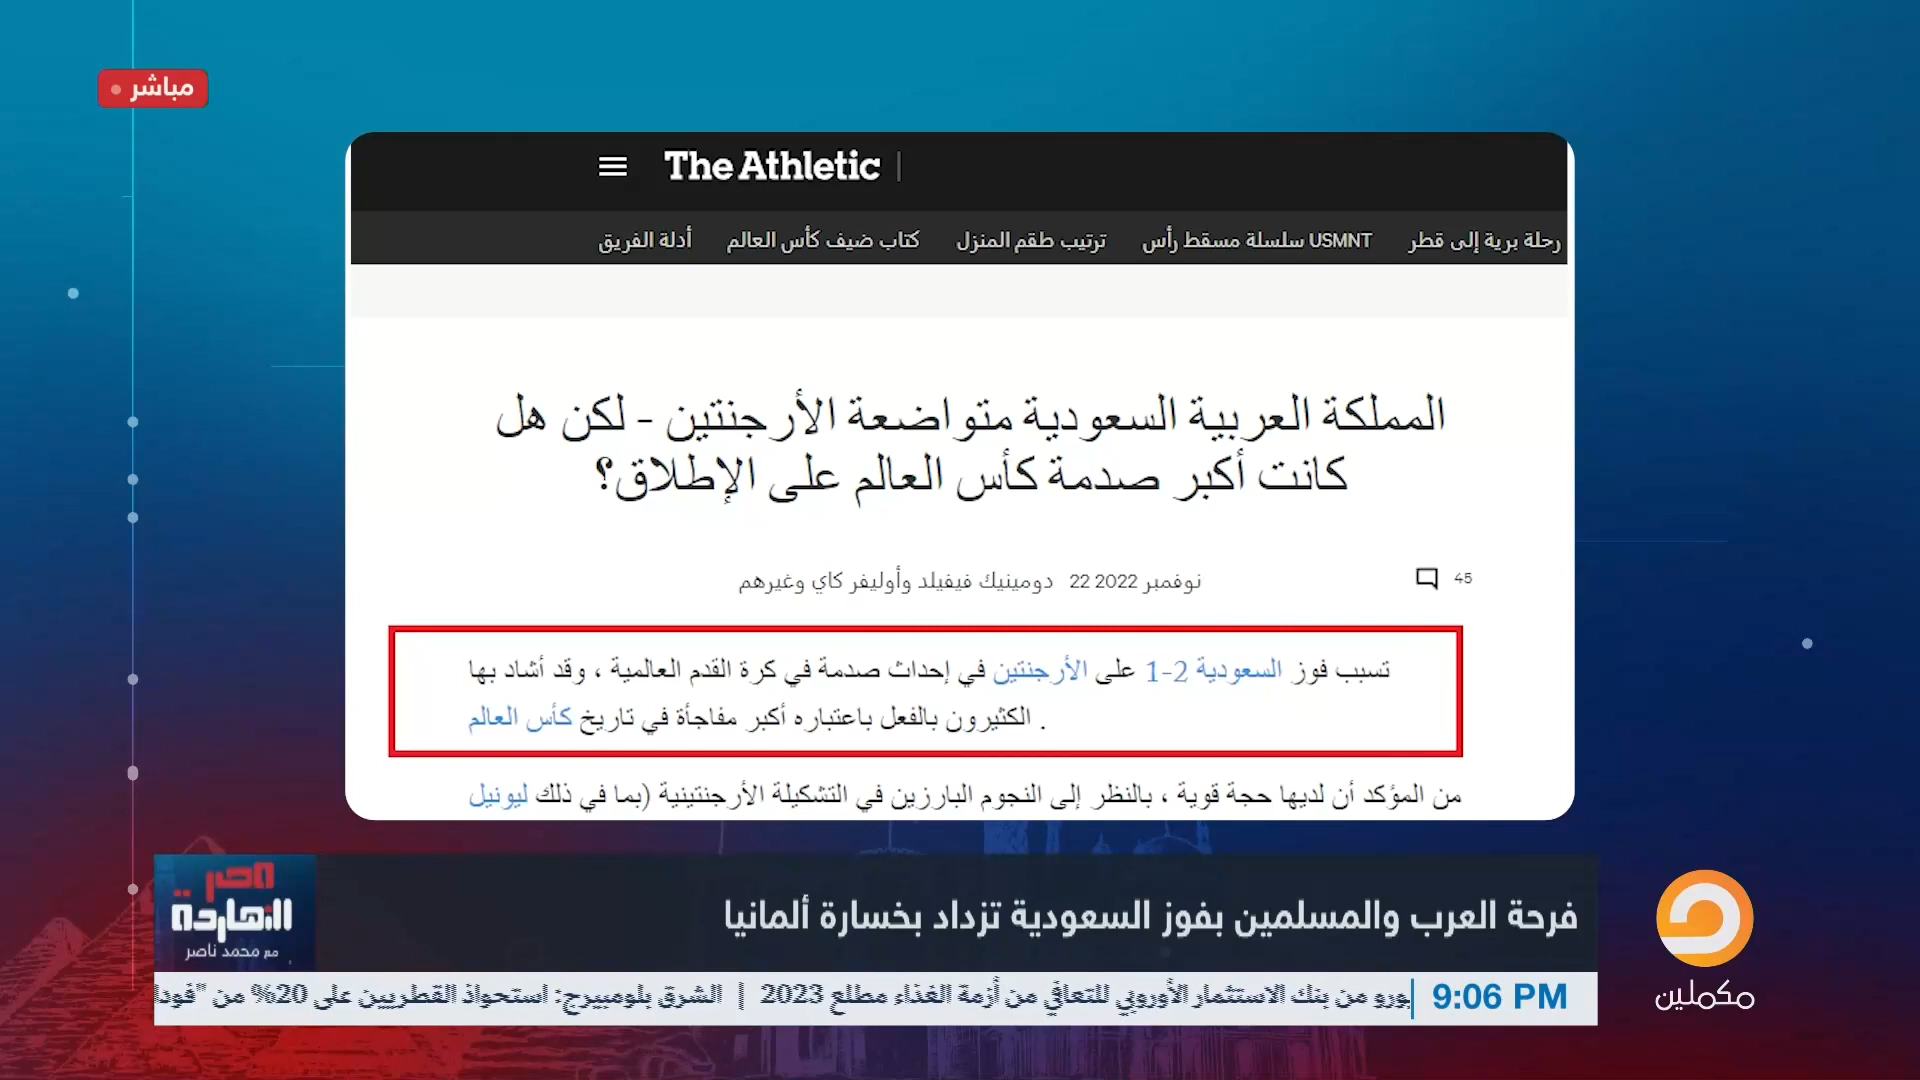 مباشر
The Athletic
رحلة برية إلى قطر
USMNT سلسلة مسقط رأس
ترتيب طقم المنزل
كتاب ضيف كأس العالم
أدلة الفريق
المملكة العربية السعودية متواضعة الأرجنتين - لكن هل
كانت أكبر صدمة كأس العالم على الإطلاق؟
45
نوفمبر 2022 22 دومينيك فيفيلد وأوليفر كاي وغيرهم
تسبب فوز السعودية 2-1 على الأرجنتين في إحداث صدمة في كرة القدم العالمية ، وقد أشاد بها
. الكثيرون بالفعل باعتباره أكبر مفاجأة في تاريخ كأس العالم
من المؤكد أن لديها حجة قوية ، بالنظر إلى النجوم البارزين في التشكيلة الأرجنتينية (بما في ذلك ليونيل
فرحة العرب والمسلمين بفوز السعودية تزداد بخسارة ألمانيا
مصر
النهاردة
مع محمد ناصر
9:06 PM
يورو من بنك الاستثمار الأوروبي للتعافي من أزمة الغذاء مطلع 2023 | الشرق بلومبيرج: استحواذ القطريين على 20% من "فودا
مكملين